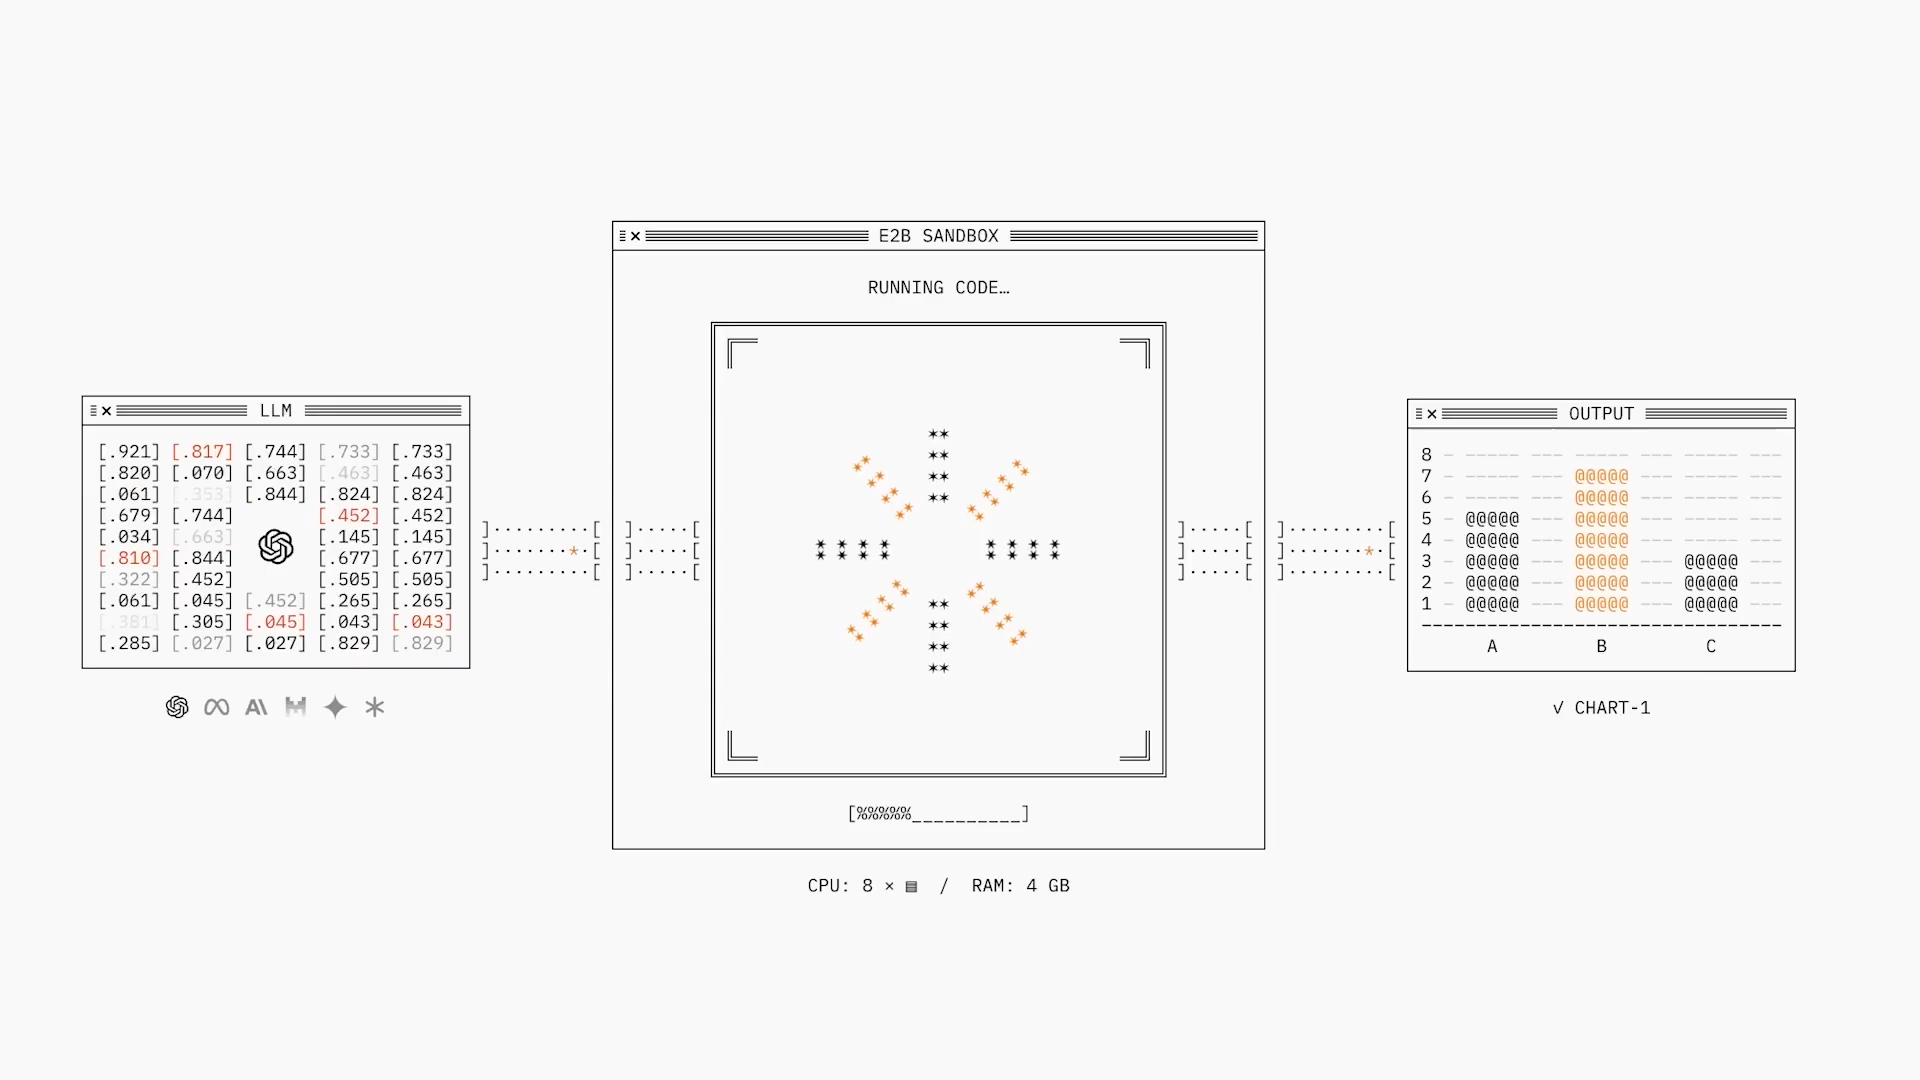 E2B SANDBOX
RUNNING CODE…
LLM
[.921] [.817] [.744] [.733] [.733]
[.820] [.070] [.663] [.463] [.463]
[.061] [.353] [.844] [.824] [.824]
[.679] [.744] [.452] [.452]
[.034] [.663] [.145] [.145]
[.810] [.844] [.677] [.677]
[.322] [.452] [.505] [.505]
[.061] [.045] [.452] [.265] [.265]
[.381] [.305] [.045] [.043] [.043]
[.285] [.027] [.027] [.829] [.829]
[%%%%%__________]
CPU: 8 × ▤ / RAM: 4 GB
OUTPUT
8
7 @@@@@
6 @@@@@
5 @@@@@ @@@@@
4 @@@@@ @@@@@
3 @@@@@ @@@@@ @@@@@
2 @@@@@ @@@@@ @@@@@
1 @@@@@ @@@@@ @@@@@
A B C
√ CHART-1